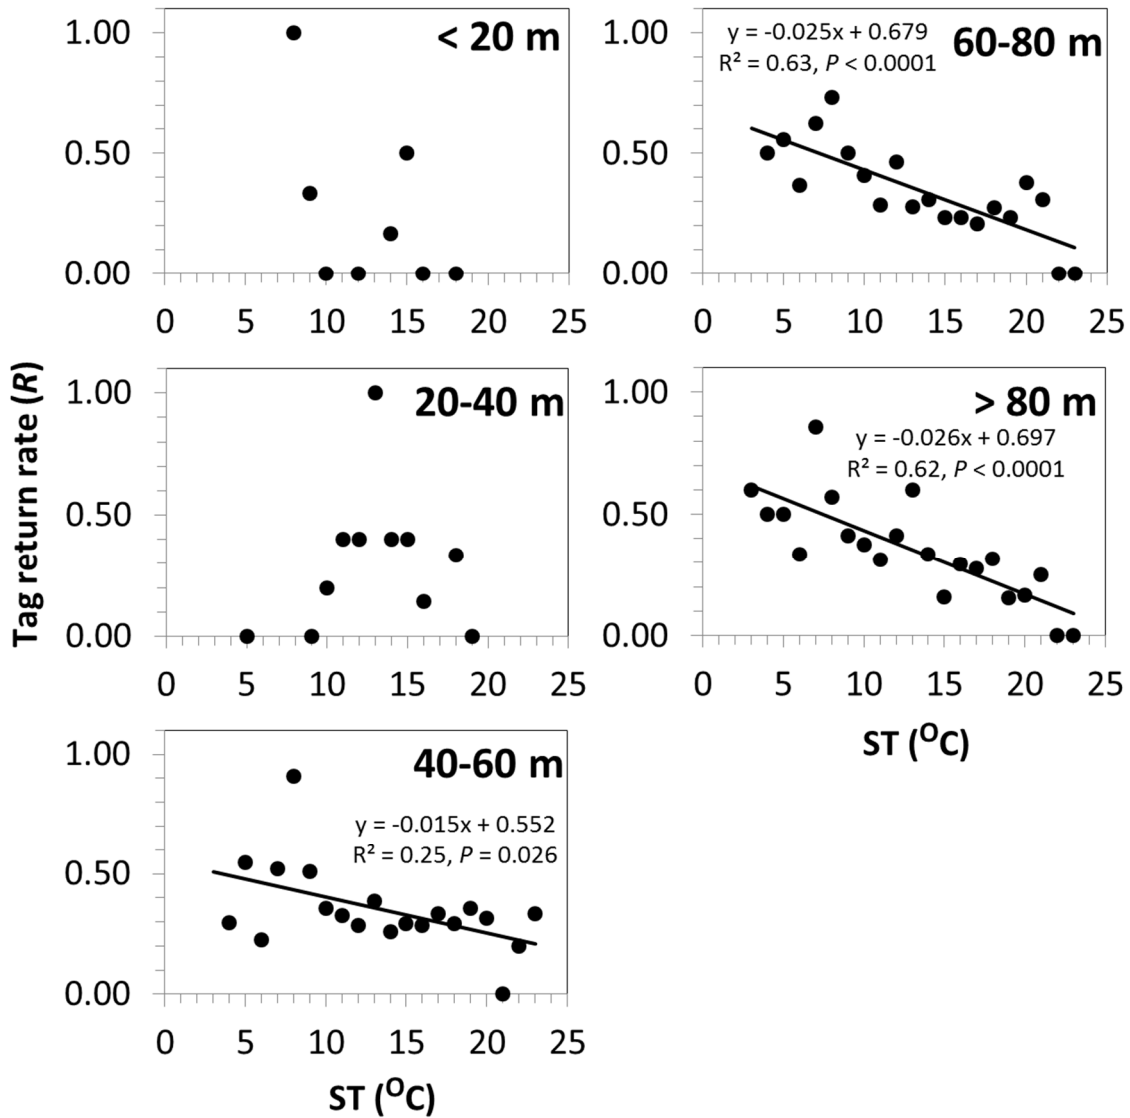 Tag return rate (R)
< 20 m
1.00
0.50
0.00
0 5 10 15 20 25
20-40 m
1.00
0.50
0.00
0 5 10 15 20 25
40-60 m
y = -0.015x + 0.552
R² = 0.25, P = 0.026
1.00
0.50
0.00
0 5 10 15 20 25
ST (ᴼC)
y = -0.025x + 0.679
R² = 0.63, P < 0.0001
60-80 m
1.00
0.50
0.00
0 5 10 15 20 25
> 80 m
y = -0.026x + 0.697
R² = 0.62, P < 0.0001
1.00
0.50
0.00
0 5 10 15 20 25
ST (ᴼC)